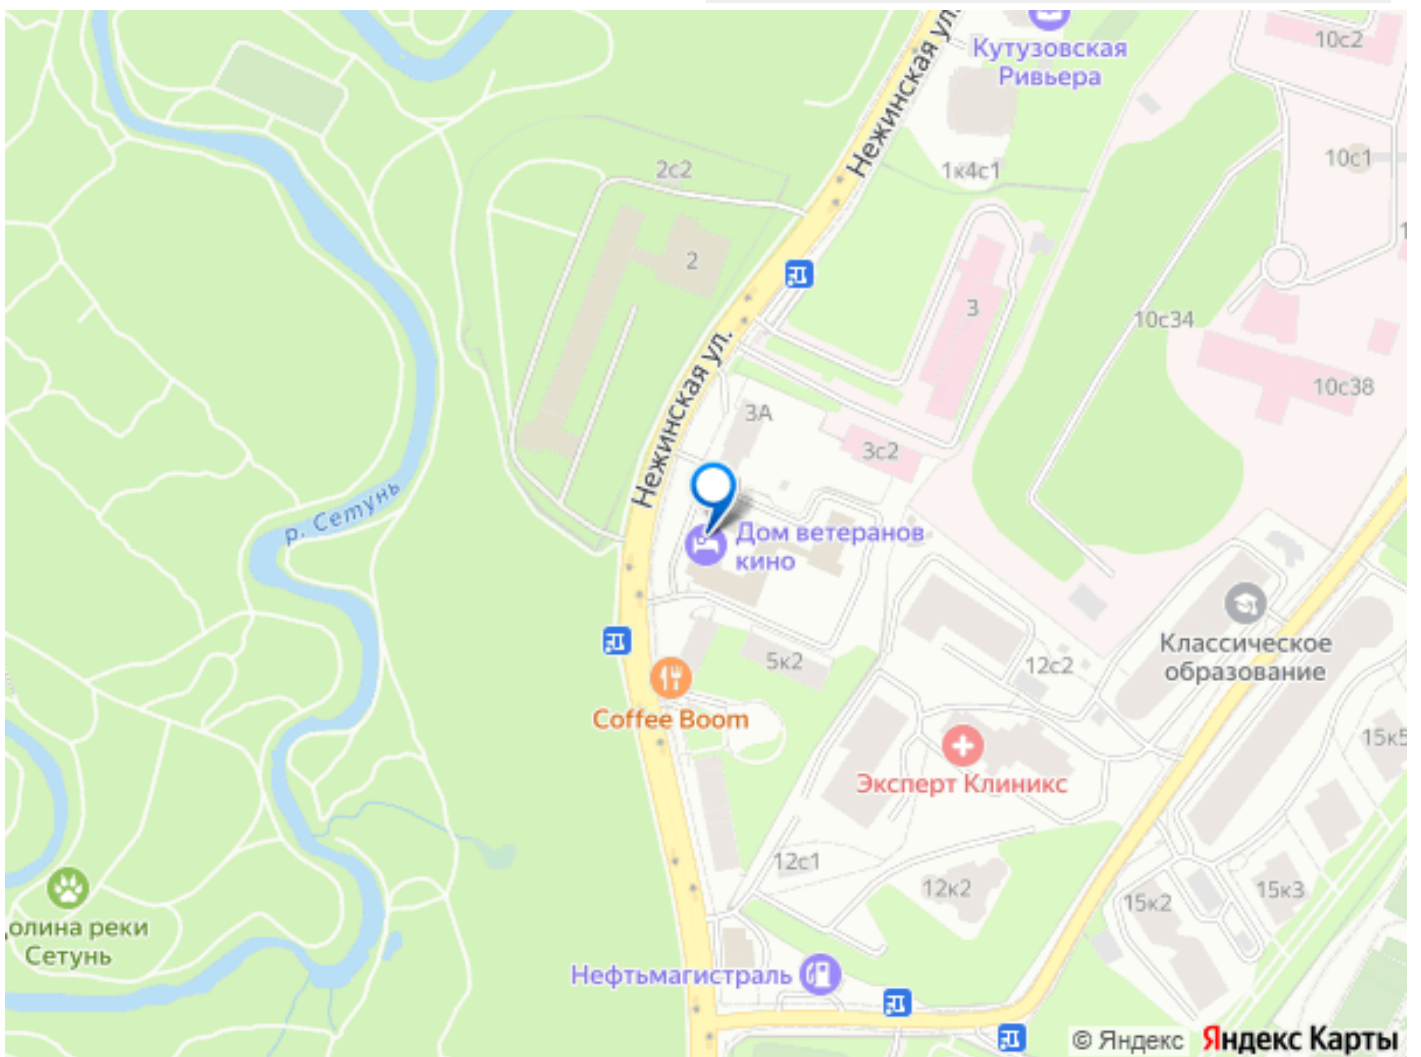 Нежинская ул.
Кутузовская
Ривьера
10с2
10с1
2с2
1к4с1
2
3
10с34
10с38
Нежинская ул.
3А
3с2
р. Сетунь
Дом ветеранов
кино
5к2
12с2
Классическое
образование
Coffee Boom
15к5
Эксперт Клиникс
12с1
12к2
15к2
15к3
олина реки
Сетунь
Нефтьмагистраль
© Яндекс Яндекс Карты